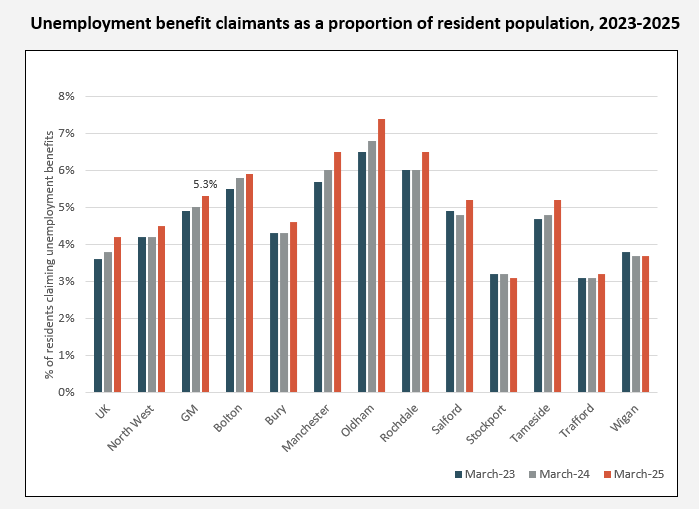 Unemployment benefit claimants as a proportion of resident population, 2023-2025
% of residents claiming unemployment benefits
8%
7%
6%
5%
4%
3%
2%
1%
0%
5.3%
UK
North West
GM
Bolton
Bury
Manchester
Oldham
Rochdale
Salford
Stockport
Tameside
Trafford
Wigan
March-23
March-24
March-25